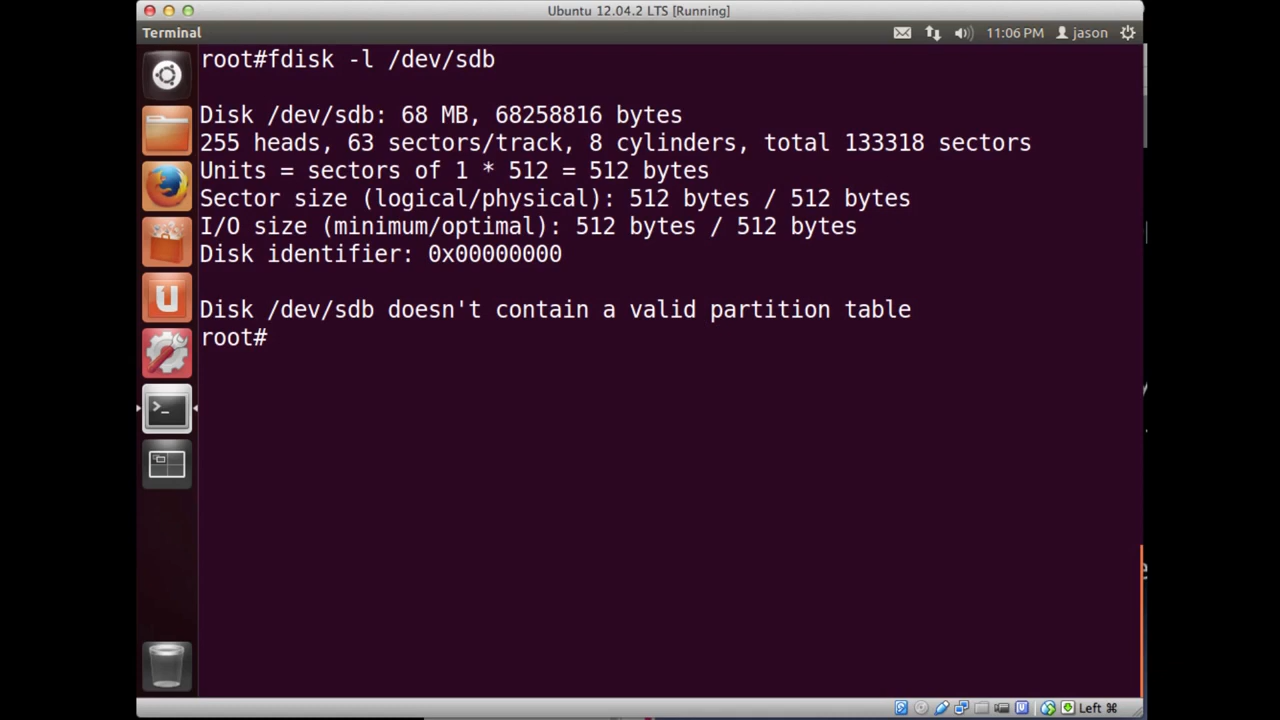 Ubuntu 12.04.2 LTS [Running]
Terminal
11:06 PM
jason
root#fdisk -l /dev/sdb
Disk /dev/sdb: 68 MB, 68258816 bytes
255 heads, 63 sectors/track, 8 cylinders, total 133318 sectors
Units = sectors of 1 * 512 = 512 bytes
Sector size (logical/physical): 512 bytes / 512 bytes
I/O size (minimum/optimal): 512 bytes / 512 bytes
Disk identifier: 0x00000000
Disk /dev/sdb doesn't contain a valid partition table
root#
Left ⌘